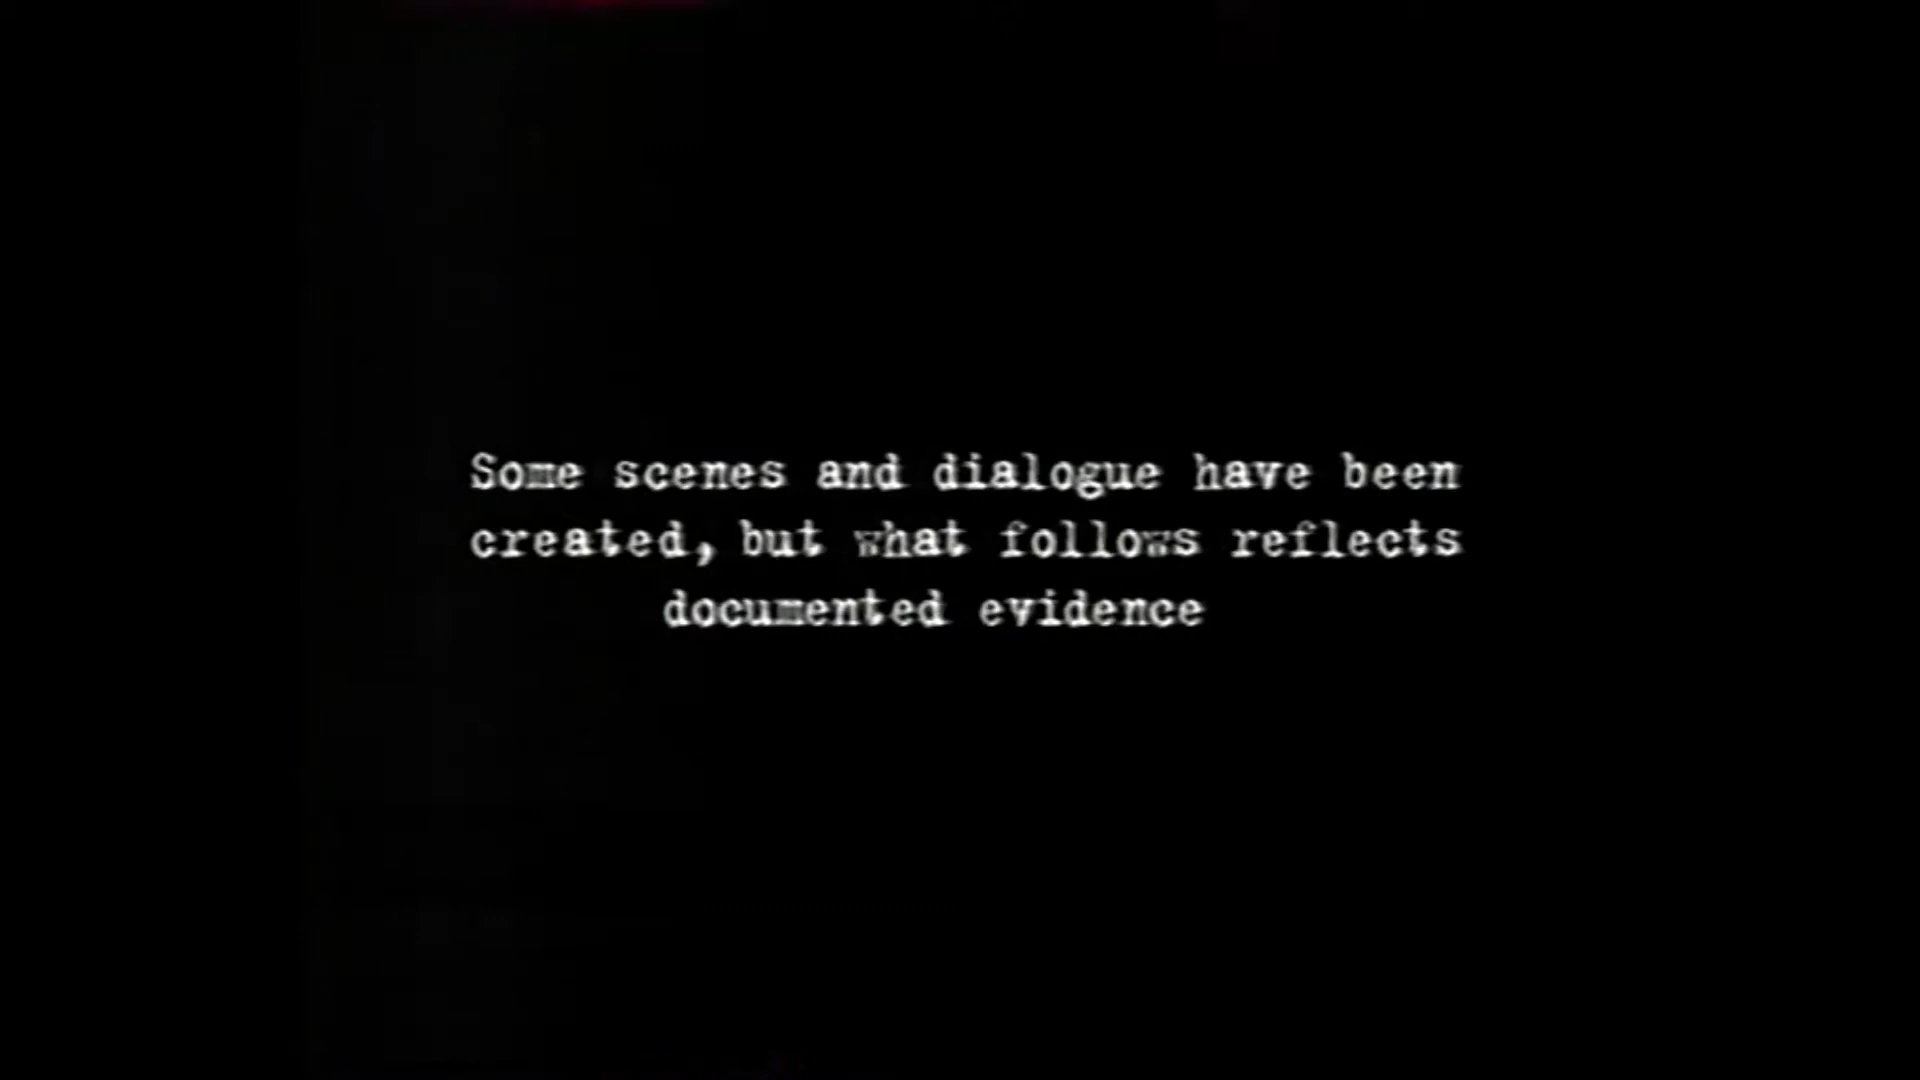 Some scenes and dialogue have been
created, but what follows reflects
documented evidence